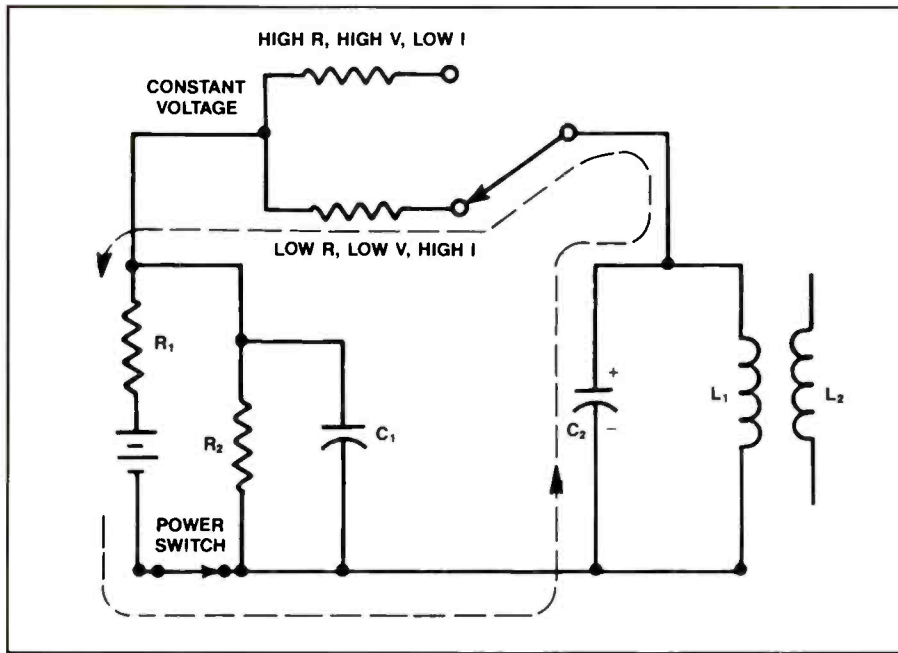 HIGH R, HIGH V, LOW I
CONSTANT
VOLTAGE
LOW R, LOW V, HIGH I
R₁
R₂
C₁
+
C₂
−
L₁
L₂
POWER
SWITCH